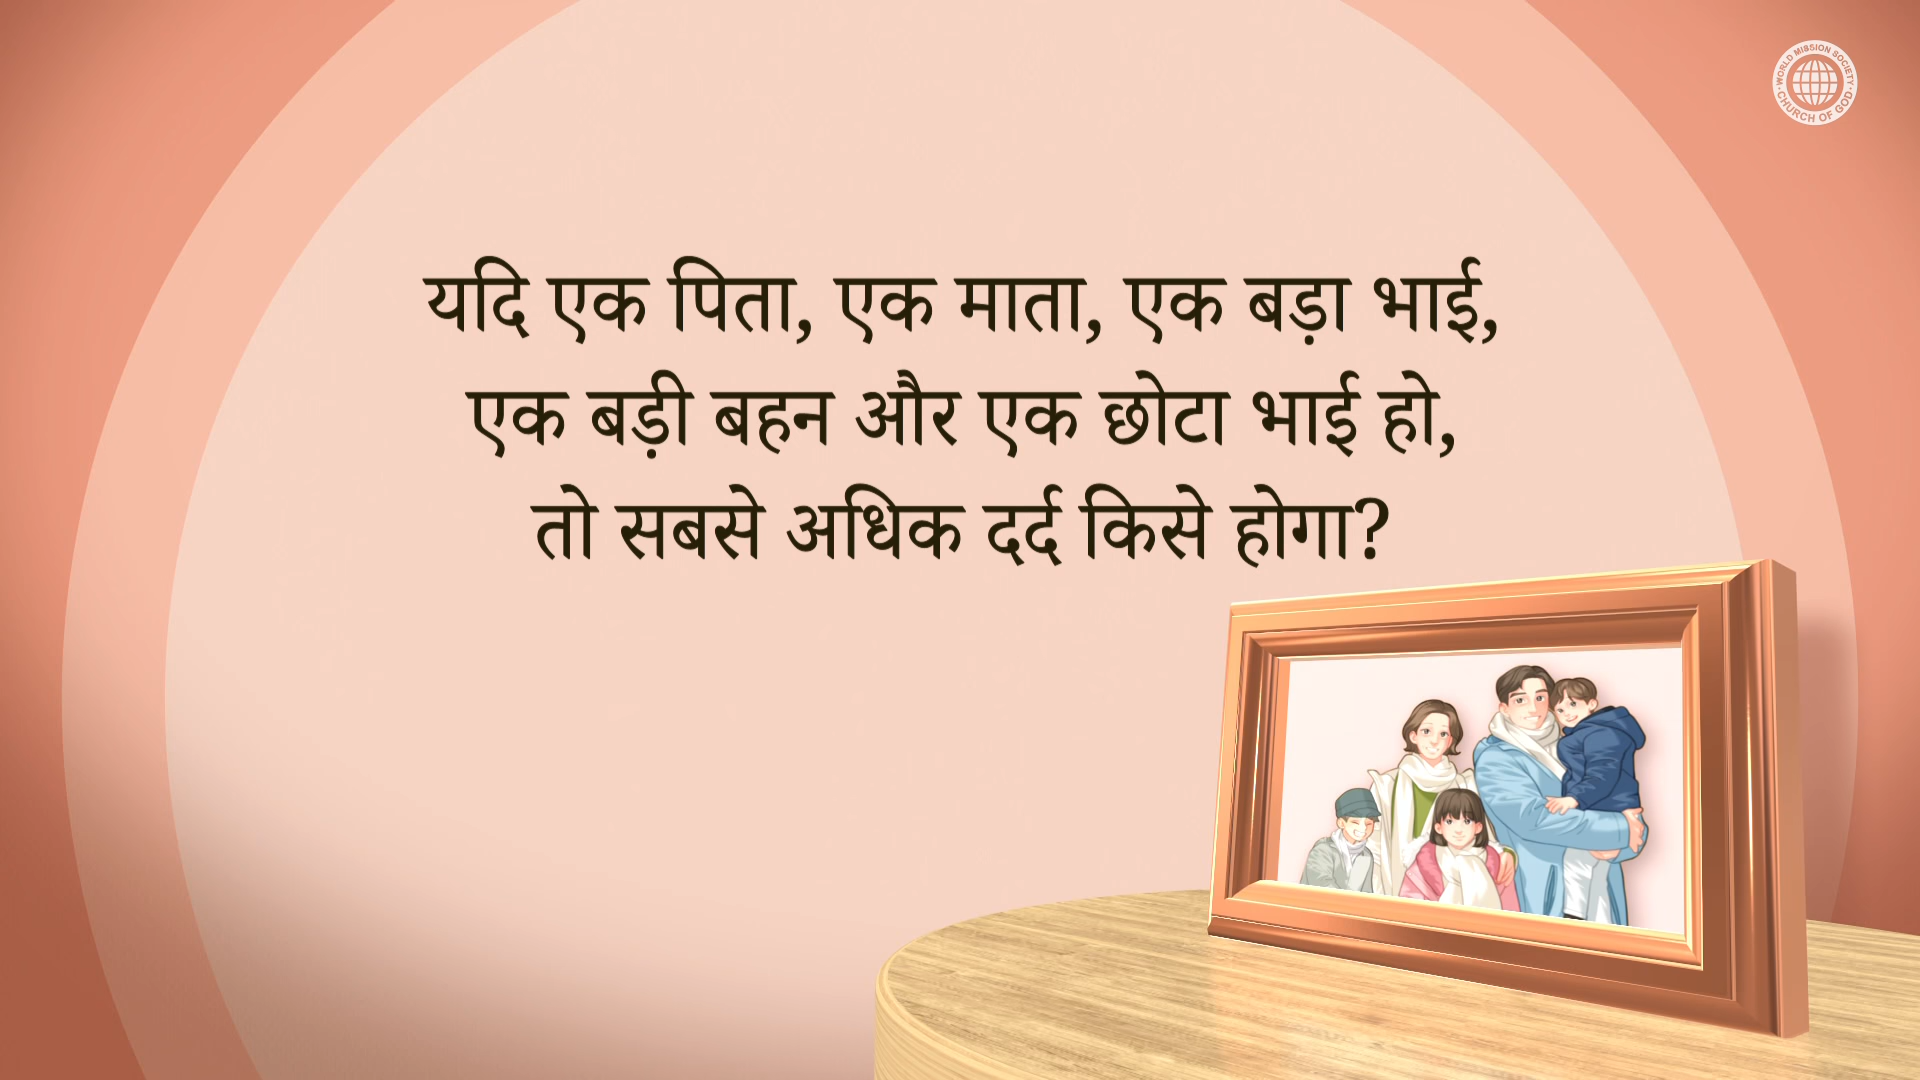 यदि एक पिता, एक माता, एक बड़ा भाई,
एक बड़ी बहन और एक छोटा भाई हो,
तो सबसे अधिक दर्द किसे होगा?
WORLD MISSION SOCIETY
CHURCH OF GOD